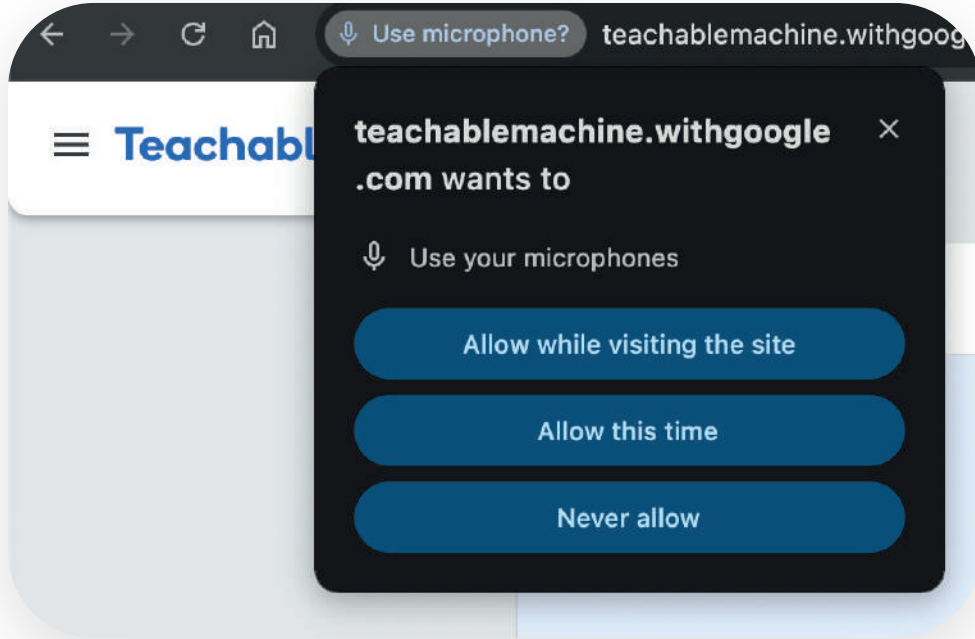 Use microphone? teachablemachine.withgoog
Teachabl
teachablemachine.withgoogle
.com wants to
Use your microphones
Allow while visiting the site
Allow this time
Never allow